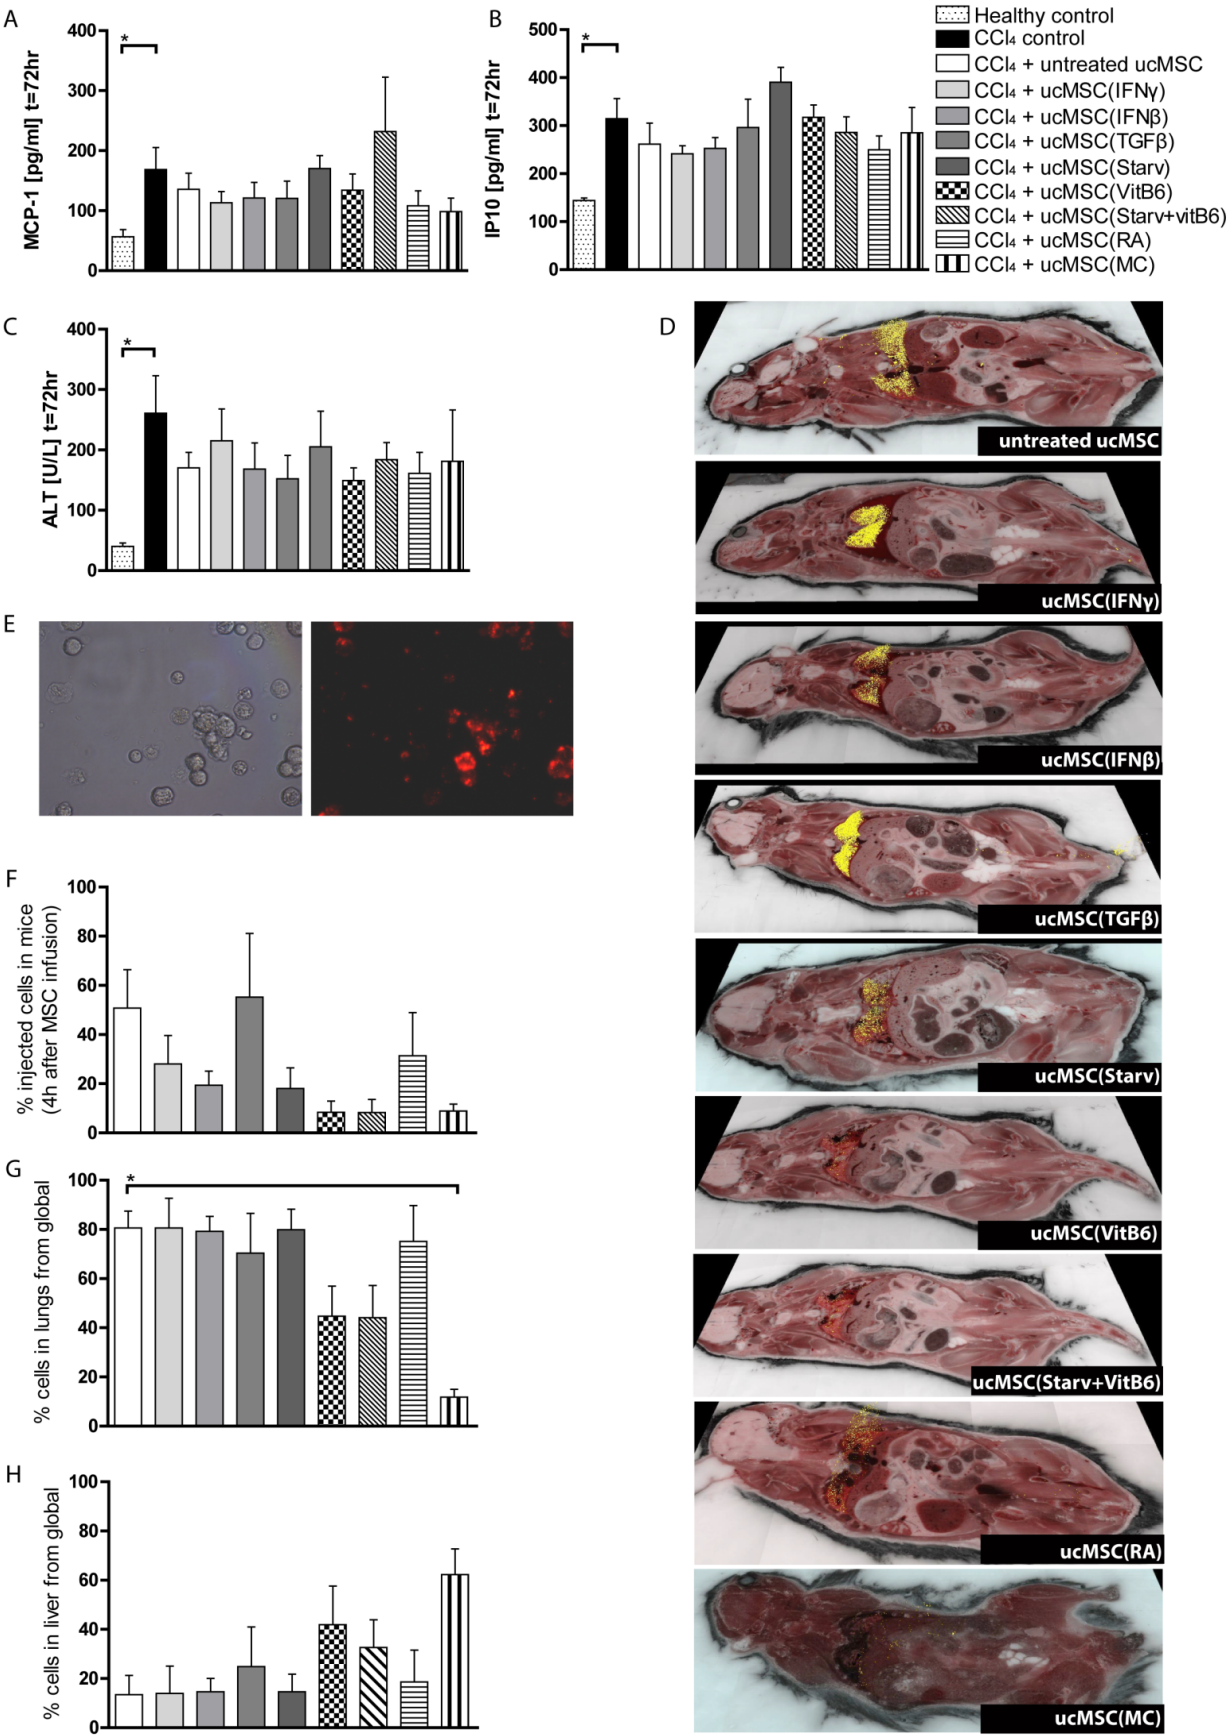 A
MCP-1 [pg/ml] t=72hr
400
300
200
100
0
*
B
IP10 [pg/ml] t=72hr
500
400
300
200
100
0
*
Healthy control
CCl₄ control
CCl₄ + untreated ucMSC
CCl₄ + ucMSC(IFNγ)
CCl₄ + ucMSC(IFNβ)
CCl₄ + ucMSC(TGFβ)
CCl₄ + ucMSC(Starv)
CCl₄ + ucMSC(VitB6)
CCl₄ + ucMSC(Starv+vitB6)
CCl₄ + ucMSC(RA)
CCl₄ + ucMSC(MC)
C
ALT [U/L] t=72hr
400
300
200
100
0
*
D
untreated ucMSC
ucMSC(IFNγ)
ucMSC(IFNβ)
ucMSC(TGFβ)
ucMSC(Starv)
ucMSC(VitB6)
ucMSC(Starv+VitB6)
ucMSC(RA)
ucMSC(MC)
E
F
% injected cells in mice
(4h after MSC infusion)
100
80
60
40
20
0
G
% cells in lungs from global
100
80
60
40
20
0
*
H
% cells in liver from global
100
80
60
40
20
0